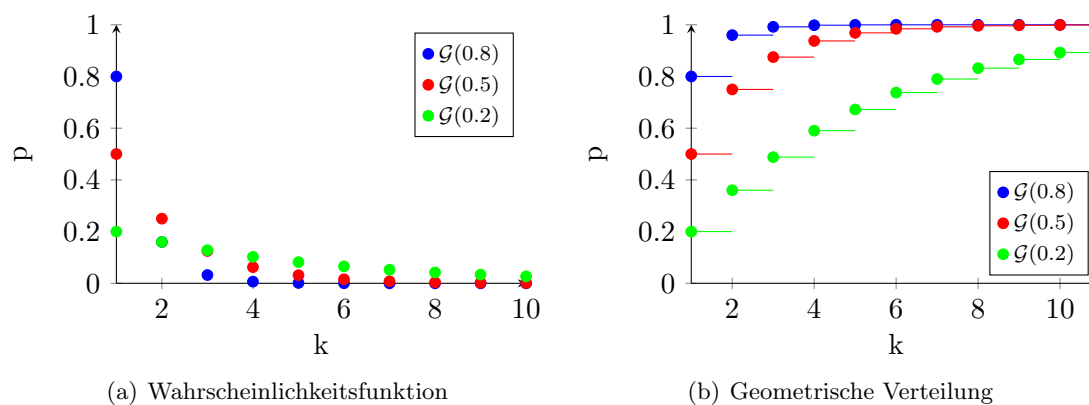 1
0.8
0.6
0.4
0.2
0
p
2 4 6 8 10
k
𝒢(0.8)
𝒢(0.5)
𝒢(0.2)
(a) Wahrscheinlichkeitsfunktion
1
0.8
0.6
0.4
0.2
0
p
2 4 6 8 10
k
𝒢(0.8)
𝒢(0.5)
𝒢(0.2)
(b) Geometrische Verteilung